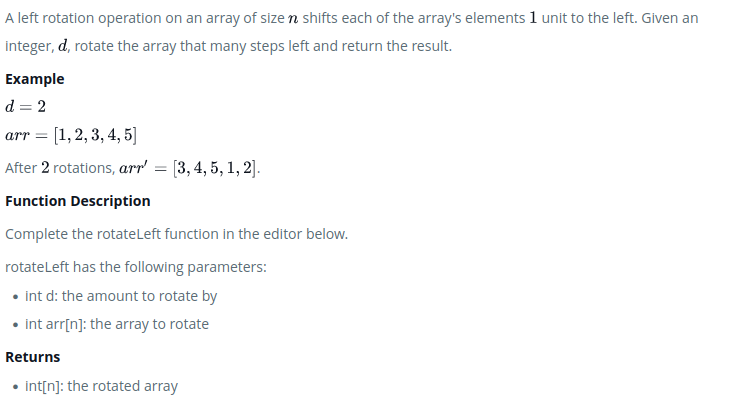 A left rotation operation on an array of size n shifts each of the array's elements 1 unit to the left. Given an
integer, d, rotate the array that many steps left and return the result.
Example
d = 2
arr = [1, 2, 3, 4, 5]
After 2 rotations, arr' = [3, 4, 5, 1, 2].
Function Description
Complete the rotateLeft function in the editor below.
rotateLeft has the following parameters:
• int d: the amount to rotate by
• int arr[n]: the array to rotate
Returns
• int[n]: the rotated array